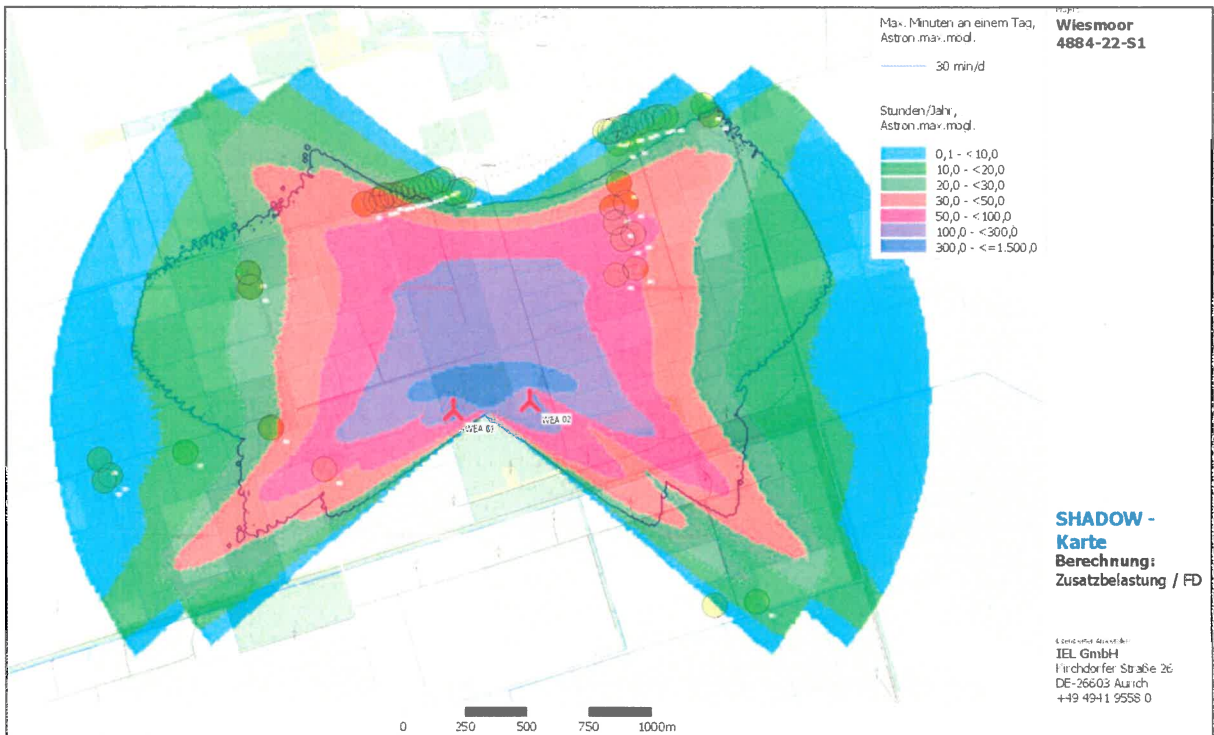 Max. Minuten an einem Tag,
Astron.max.mögl.
30 min/d
Stunden/Jahr,
Astron.max.mögl.
0,1 - <10,0
10,0 - <20,0
20,0 - <30,0
30,0 - <50,0
50,0 - <100,0
100,0 - <300,0
300,0 - <=1.500,0
Wiesmoor
4884-22-S1
WEA 02
WEA
SHADOW -
Karte
Berechnung:
Zusatzbelastung / FD
IEL GmbH
Kirchdorfer Straße 26
DE-26603 Aurich
+49 4941 9558 0
0 250 500 750 1000m